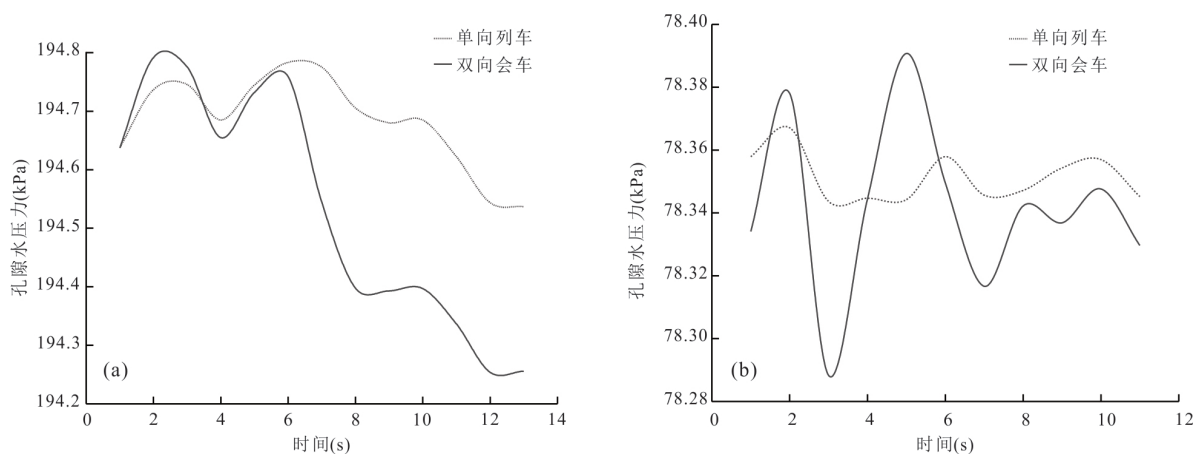 单向列车
双向会车
194.8
194.7
194.6
194.5
194.4
194.3
194.2
孔隙水压力(kPa)
(a)
0 2 4 6 8 10 12 14
时间(s)
单向列车
双向会车
78.40
78.38
78.36
78.34
78.32
78.30
78.28
孔隙水压力(kPa)
(b)
0 2 4 6 8 10 12
时间(s)